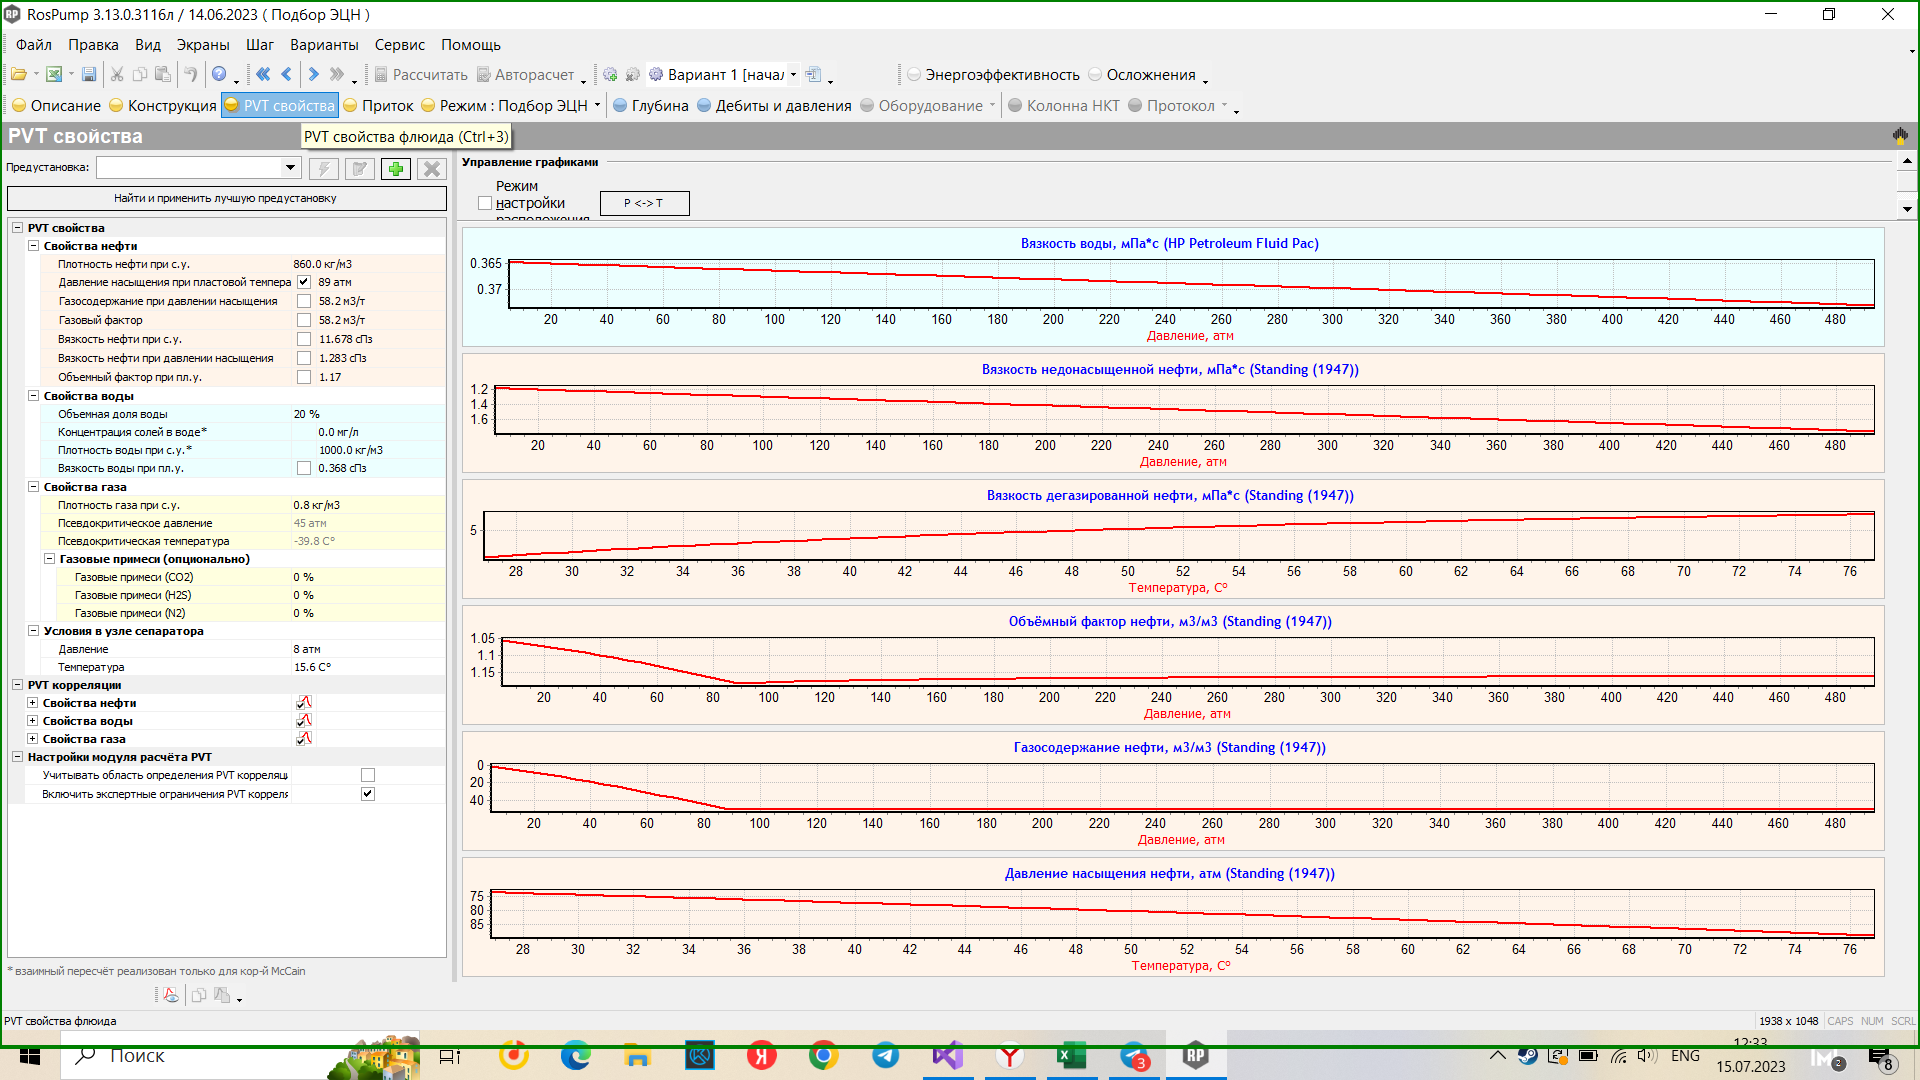 RosPump 3.13.0.3116л / 14.06.2023 ( Подбор ЭЦН )
Файл Правка Вид Экраны Шаг Варианты Сервис Помощь
Рассчитать Авторасчет Вариант 1 [начал Энергоэффективность Осложнения
Описание Конструкция PVT свойства Приток Режим : Подбор ЭЦН Глубина Дебиты и давления Оборудование Колонна НКТ Протокол
PVT свойства
PVT свойства флюида (Ctrl+3)
Предустановка:
Найти и применить лучшую предустановку
PVT свойства
Свойства нефти
Плотность нефти при с.у. 860.0 кг/м3
Давление насыщения при пластовой темпера 89 атм
Газосодержание при давлении насыщения 58.2 м3/т
Газовый фактор 58.2 м3/т
Вязкость нефти при с.у. 11.678 сПз
Вязкость нефти при давлении насыщения 1.283 сПз
Объемный фактор при пл.у. 1.17
Свойства воды
Объемная доля воды 20 %
Концентрация солей в воде* 0.0 мг/л
Плотность воды при с.у.* 1000.0 кг/м3
Вязкость воды при пл.у. 0.368 сПз
Свойства газа
Плотность газа при с.у. 0.8 кг/м3
Псевдокритическое давление 45 атм
Псевдокритическая температура -39.8 C°
Газовые примеси (опционально)
Газовые примеси (CO2) 0 %
Газовые примеси (H2S) 0 %
Газовые примеси (N2) 0 %
Условия в узле сепаратора
Давление 8 атм
Температура 15.6 C°
PVT корреляции
Свойства нефти
Свойства воды
Свойства газа
Настройки модуля расчёта PVT
Учитывать область определения PVT корреляц
Включить экспертные ограничения PVT корреля
* взаимный пересчёт реализован только для кор-й McCain
Управление графиками
Режим
настройки
расположения
P <-> T
Вязкость воды, мПа*с (HP Petroleum Fluid Pac)
0.365
0.37
20 40 60 80 100 120 140 160 180 200 220 240 260 280 300 320 340 360 380 400 420 440 460 480
Давление, атм
Вязкость недонасыщенной нефти, мПа*с (Standing (1947))
1.2
1.4
1.6
20 40 60 80 100 120 140 160 180 200 220 240 260 280 300 320 340 360 380 400 420 440 460 480
Давление, атм
Вязкость дегазированной нефти, мПа*с (Standing (1947))
5
28 30 32 34 36 38 40 42 44 46 48 50 52 54 56 58 60 62 64 66 68 70 72 74 76
Температура, C°
Объёмный фактор нефти, м3/м3 (Standing (1947))
1.05
1.1
1.15
20 40 60 80 100 120 140 160 180 200 220 240 260 280 300 320 340 360 380 400 420 440 460 480
Давление, атм
Газосодержание нефти, м3/м3 (Standing (1947))
0
20
40
20 40 60 80 100 120 140 160 180 200 220 240 260 280 300 320 340 360 380 400 420 440 460 480
Давление, атм
Давление насыщения нефти, атм (Standing (1947))
75
80
85
28 30 32 34 36 38 40 42 44 46 48 50 52 54 56 58 60 62 64 66 68 70 72 74 76
Температура, C°
PVT свойства флюида 1938 x 1048 CAPS NUM SCRL
Поиск
3
RP
ENG
12:33
15.07.2023
2
8